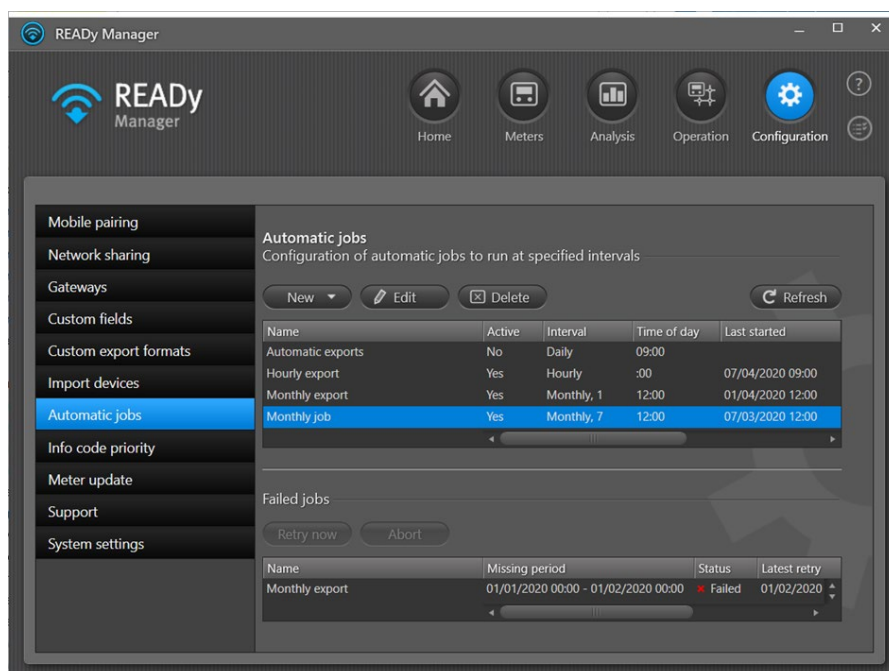 READy Manager
READy
Manager
Home Meters Analysis Operation Configuration
Mobile pairing
Network sharing
Gateways
Custom fields
Custom export formats
Import devices
Automatic jobs
Info code priority
Meter update
Support
System settings
Automatic jobs
Configuration of automatic jobs to run at specified intervals
New Edit Delete Refresh
Name Active Interval Time of day Last started
Automatic exports No Daily 09:00
Hourly export Yes Hourly :00 07/04/2020 09:00
Monthly export Yes Monthly, 1 12:00 01/04/2020 12:00
Monthly job Yes Monthly, 7 12:00 07/03/2020 12:00
Failed jobs
Retry now Abort
Name Missing period Status Latest retry
Monthly export 01/01/2020 00:00 - 01/02/2020 00:00 Failed 01/02/2020